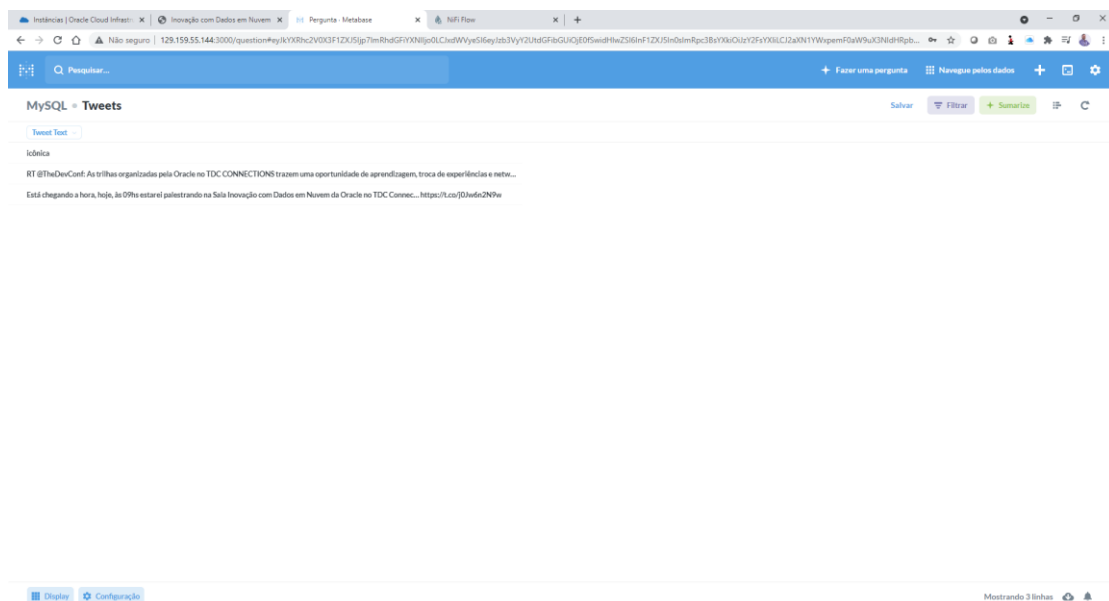 Instâncias | Oracle Cloud Infrastr
Inovação com Dados em Nuvem
Pergunta · Metabase
NiFi Flow
Não seguro
129.159.55.144:3000/question#
Pesquisar...
Fazer uma pergunta
Navegue pelos dados
MySQL
Tweets
Salvar
Filtrar
Sumarize
Tweet Text
icônica
RT @TheDevConf: As trilhas organizadas pela Oracle no TDC CONNECTIONS trazem uma oportunidade de aprendizagem, troca de experiências e netw...
Está chegando a hora, hoje, às 09hs estarei palestrando na Sala Inovação com Dados em Nuvem da Oracle no TDC Connec... https://t.co/j0Jw6n2N9w
Display
Configuração
Mostrando 3 linhas